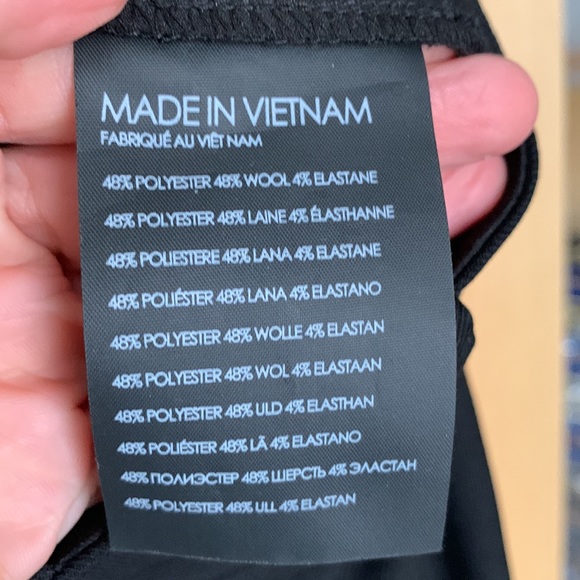 MADE IN VIETNAM
FABRIQUÉ AU VIÊT NAM
48% POLYESTER 48% WOOL 4% ELASTANE
48% POLYESTER 48% LAINE 4% ÉLASTHANNE
48% POLIESTERE 48% LANA 4% ELASTANE
48% POLIÉSTER 48% LANA 4% ELASTANO
48% POLYESTER 48% WOLLE 4% ELASTAN
48% POLYESTER 48% WOL 4% ELASTAAN
48% POLYESTER 48% ULD 4% ELASTHAN
48% POLIÉSTER 48% LÃ 4% ELASTANO
48% ПОЛИЭСТЕР 48% ШЕРСТЬ 4% ЭЛАСТАН
48% POLYESTER 48% ULL 4% ELASTAN